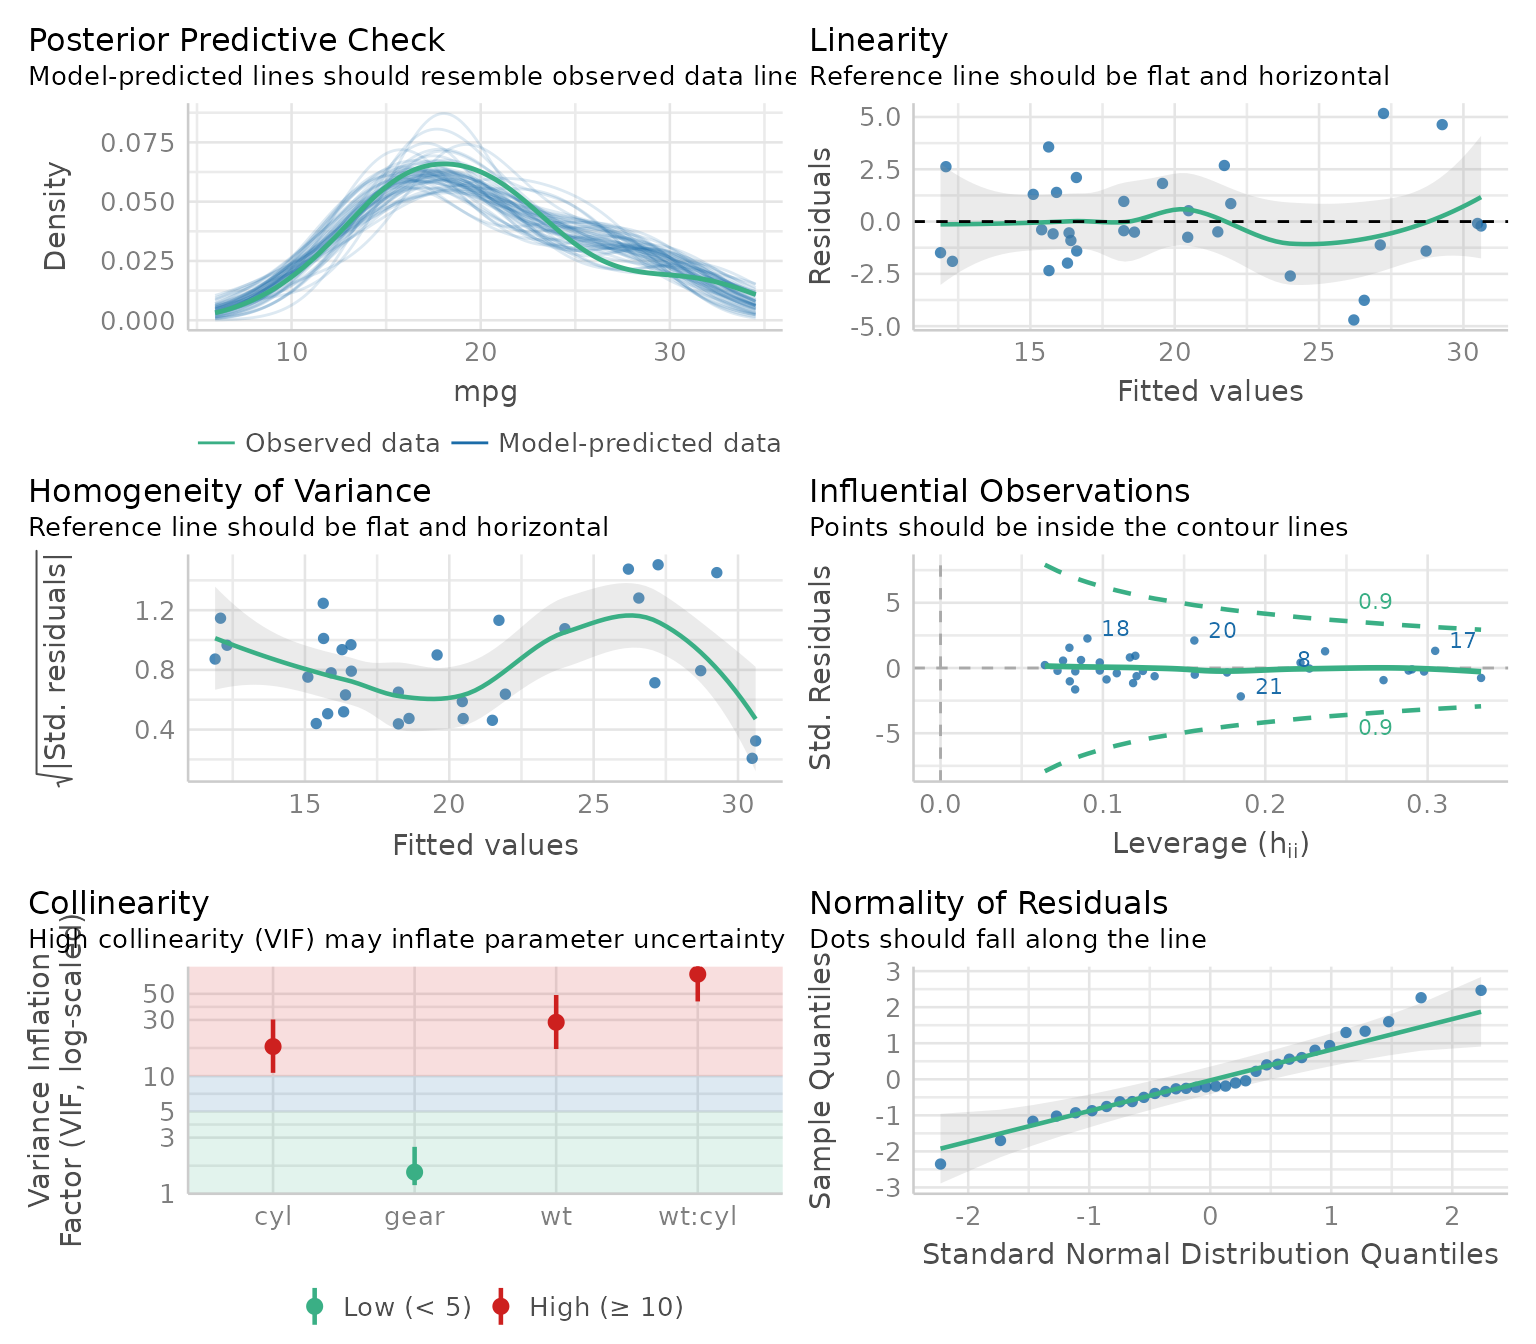 Posterior Predictive Check
Model-predicted lines should resemble observed data line
Density
0.075
0.050
0.025
0.000
10
20
30
mpg
Observed data
Model-predicted data
Linearity
Reference line should be flat and horizontal
Residuals
5.0
2.5
0.0
-2.5
-5.0
15
20
25
30
Fitted values
Homogeneity of Variance
Reference line should be flat and horizontal
√|Std. residuals|
1.2
0.8
0.4
15
20
25
30
Fitted values
Influential Observations
Points should be inside the contour lines
Std. Residuals
5
0
-5
0.9
18
20
17
8
21
0.9
0.0
0.1
0.2
0.3
Leverage (hii)
Collinearity
High collinearity (VIF) may inflate parameter uncertainty
Variance Inflation
Factor (VIF, log-scaled)
50
30
10
5
3
1
cyl
gear
wt
wt:cyl
Low (< 5)
High (≥ 10)
Normality of Residuals
Dots should fall along the line
Sample Quantiles
3
2
1
0
-1
-2
-3
-2
-1
0
1
2
Standard Normal Distribution Quantiles